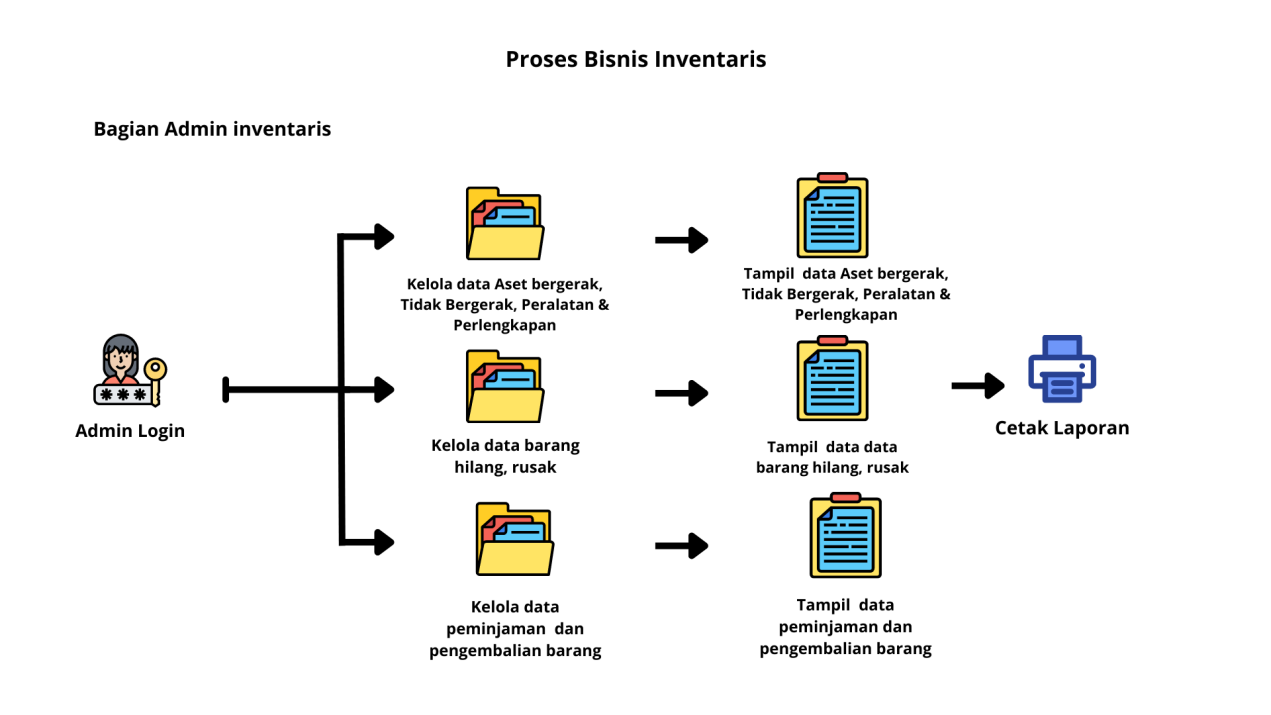 Proses Bisnis Inventaris
Bagian Admin inventaris
Admin Login
Kelola data Aset bergerak,
Tidak Bergerak, Peralatan &
Perlengkapan
Tampil data Aset bergerak,
Tidak Bergerak, Peralatan &
Perlengkapan
Kelola data barang
hilang, rusak
Tampil data data
barang hilang, rusak
Kelola data
peminjaman dan
pengembalian barang
Tampil data
peminjaman dan
pengembalian barang
Cetak Laporan